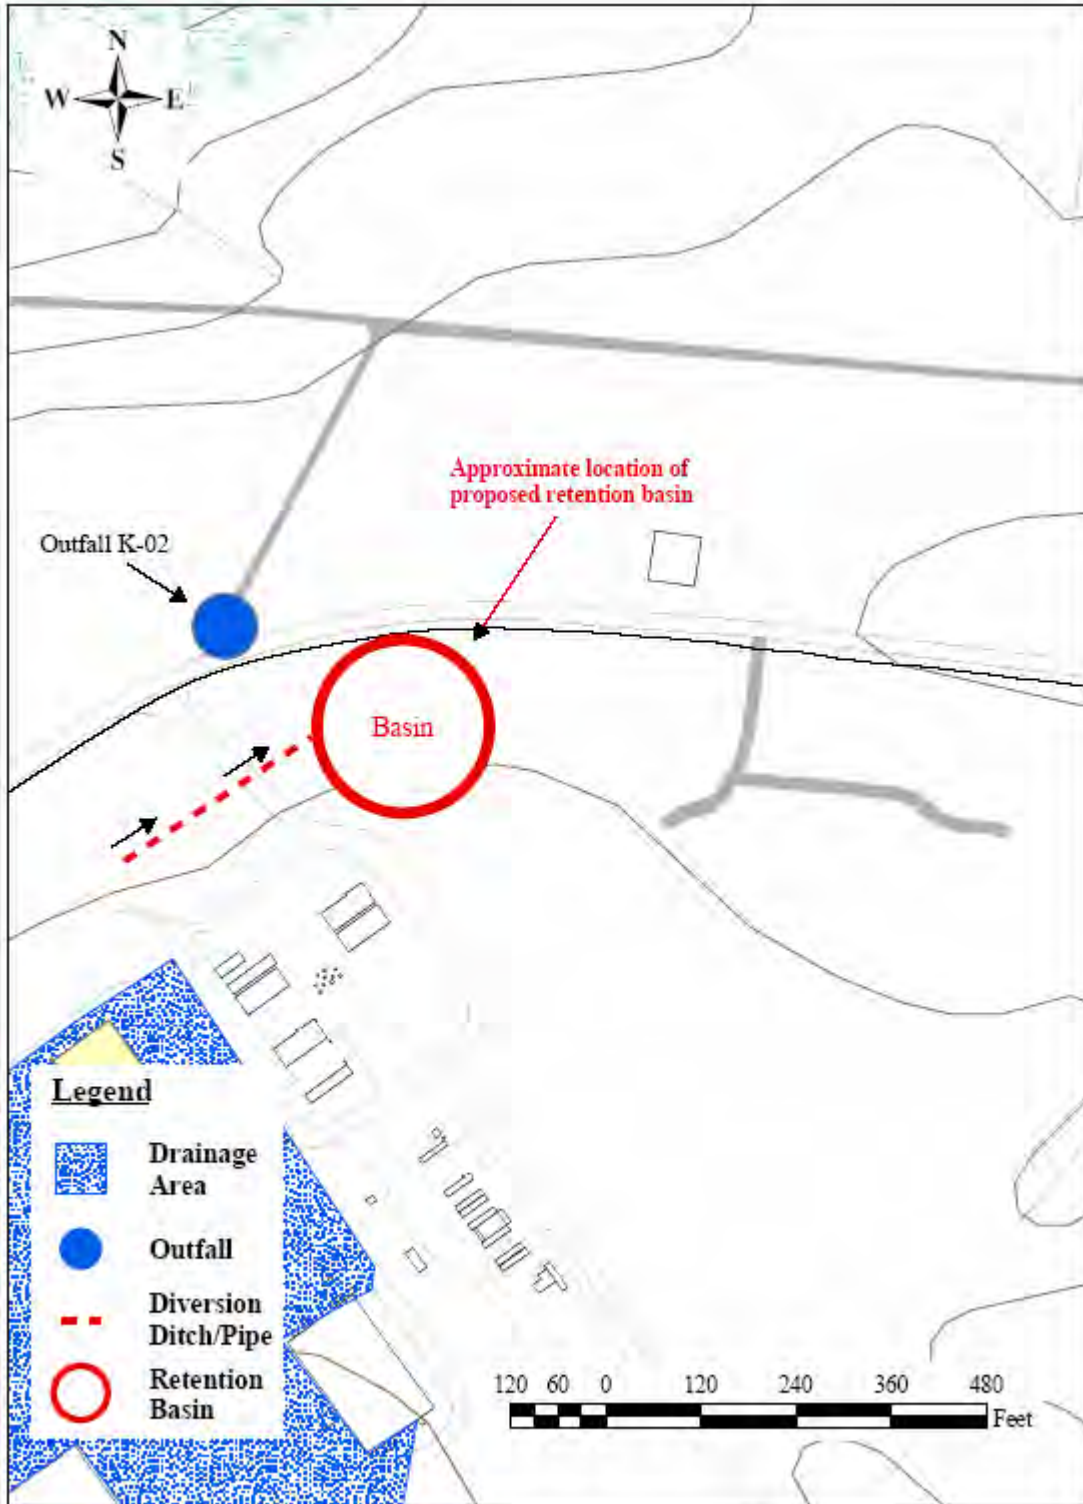 N
W E
S
Approximate location of
proposed retention basin
Outfall K-02
Basin
Legend
Drainage
Area
Outfall
Diversion
Ditch/Pipe
Retention
Basin
120 60 0 120 240 360 480
Feet